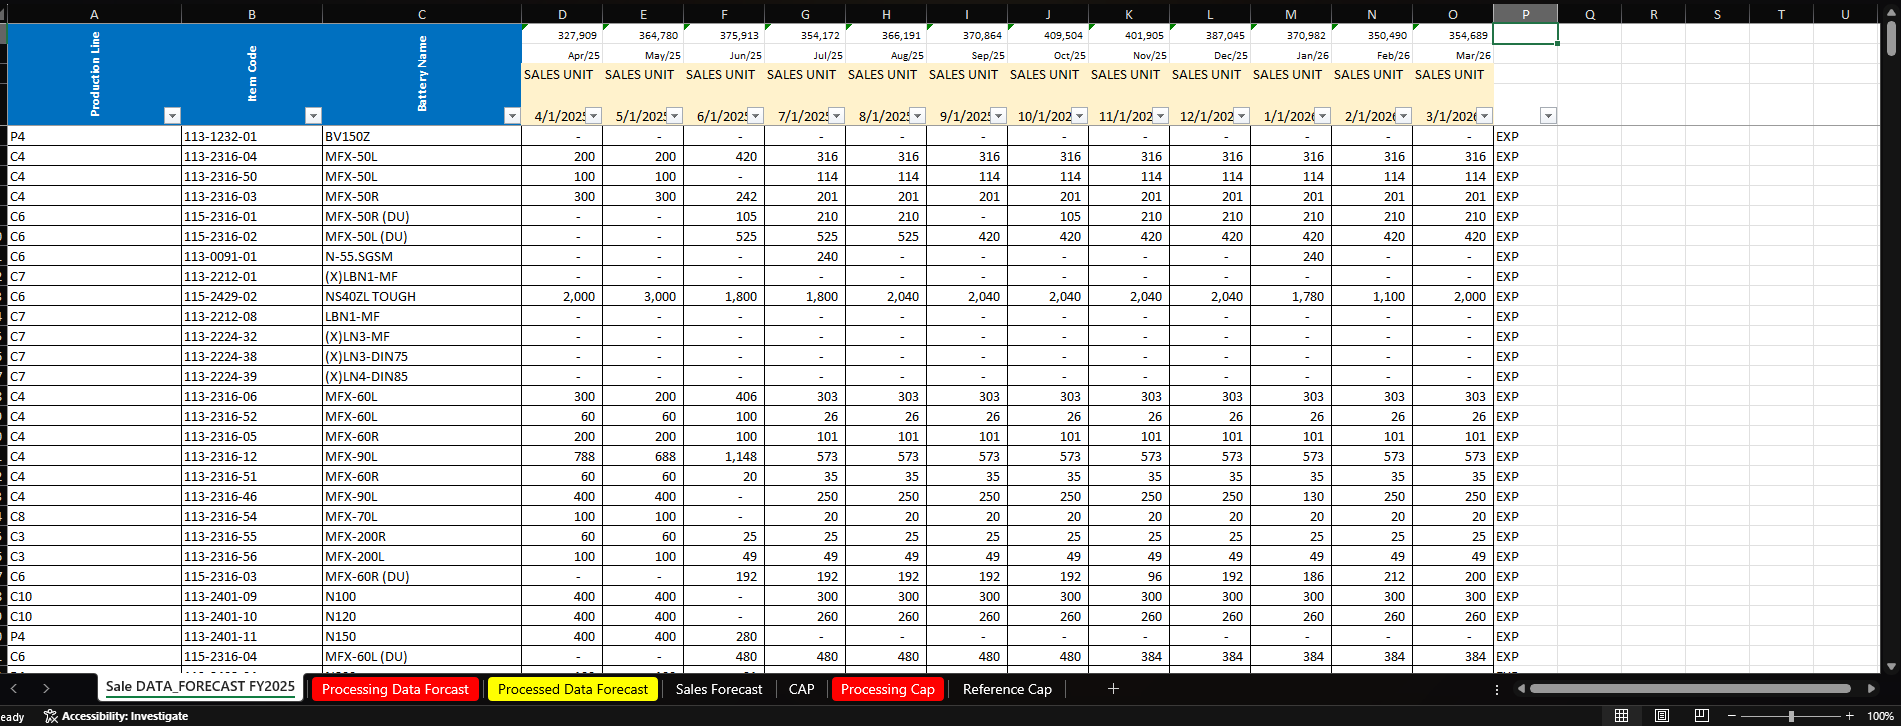 A B C D E F G H I J K L M N O P Q R S T U
Production Line Item Code Battery Name
327,909 364,780 375,913 354,172 366,191 370,864 409,504 401,905 387,045 370,982 350,490 354,689
Apr/25 May/25 Jun/25 Jul/25 Aug/25 Sep/25 Oct/25 Nov/25 Dec/25 Jan/26 Feb/26 Mar/26
SALES UNIT SALES UNIT SALES UNIT SALES UNIT SALES UNIT SALES UNIT SALES UNIT SALES UNIT SALES UNIT SALES UNIT SALES UNIT SALES UNIT
4/1/2025 5/1/2025 6/1/2025 7/1/2025 8/1/2025 9/1/2025 10/1/202 11/1/202 12/1/202 1/1/2026 2/1/2026 3/1/2026
P4 113-1232-01 BV150Z - - - - - - - - - - - - EXP
C4 113-2316-04 MFX-50L 200 200 420 316 316 316 316 316 316 316 316 316 EXP
C4 113-2316-50 MFX-50L 100 100 - 114 114 114 114 114 114 114 114 114 EXP
C4 113-2316-03 MFX-50R 300 300 242 201 201 201 201 201 201 201 201 201 EXP
C6 115-2316-01 MFX-50R (DU) - - 105 210 210 - 105 210 210 210 210 210 EXP
C6 115-2316-02 MFX-50L (DU) - - 525 525 525 420 420 420 420 420 420 420 EXP
C6 113-0091-01 N-55.SGSM - - - 240 - - - - - 240 - - EXP
C7 113-2212-01 (X)LBN1-MF - - - - - - - - - - - - EXP
C6 115-2429-02 NS40ZL TOUGH 2,000 3,000 1,800 1,800 2,040 2,040 2,040 2,040 2,040 1,780 1,100 2,000 EXP
C7 113-2212-08 LBN1-MF - - - - - - - - - - - - EXP
C7 113-2224-32 (X)LN3-MF - - - - - - - - - - - - EXP
C7 113-2224-38 (X)LN3-DIN75 - - - - - - - - - - - - EXP
C7 113-2224-39 (X)LN4-DIN85 - - - - - - - - - - - - EXP
C4 113-2316-06 MFX-60L 300 200 406 303 303 303 303 303 303 303 303 303 EXP
C4 113-2316-52 MFX-60L 60 60 100 26 26 26 26 26 26 26 26 26 EXP
C4 113-2316-05 MFX-60R 200 200 100 101 101 101 101 101 101 101 101 101 EXP
C4 113-2316-12 MFX-90L 788 688 1,148 573 573 573 573 573 573 573 573 573 EXP
C4 113-2316-51 MFX-60R 60 60 20 35 35 35 35 35 35 35 35 35 EXP
C4 113-2316-46 MFX-90L 400 400 - 250 250 250 250 250 250 130 250 250 EXP
C8 113-2316-54 MFX-70L 100 100 - 20 20 20 20 20 20 20 20 20 EXP
C3 113-2316-55 MFX-200R 60 60 25 25 25 25 25 25 25 25 25 25 EXP
C3 113-2316-56 MFX-200L 100 100 49 49 49 49 49 49 49 49 49 49 EXP
C6 115-2316-03 MFX-60R (DU) - - 192 192 192 192 192 96 192 186 212 200 EXP
C10 113-2401-09 N100 400 400 - 300 300 300 300 300 300 300 300 300 EXP
C10 113-2401-10 N120 400 400 - 260 260 260 260 260 260 260 260 260 EXP
P4 113-2401-11 N150 400 400 280 - - - - - - - - - EXP
C6 115-2316-04 MFX-60L (DU) - - 480 480 480 480 480 384 384 384 384 384 EXP
Sale DATA_FORECAST FY2025 Processing Data Forcast Processed Data Forecast Sales Forecast CAP Processing Cap Reference Cap
eady Accessibility: Investigate 100%